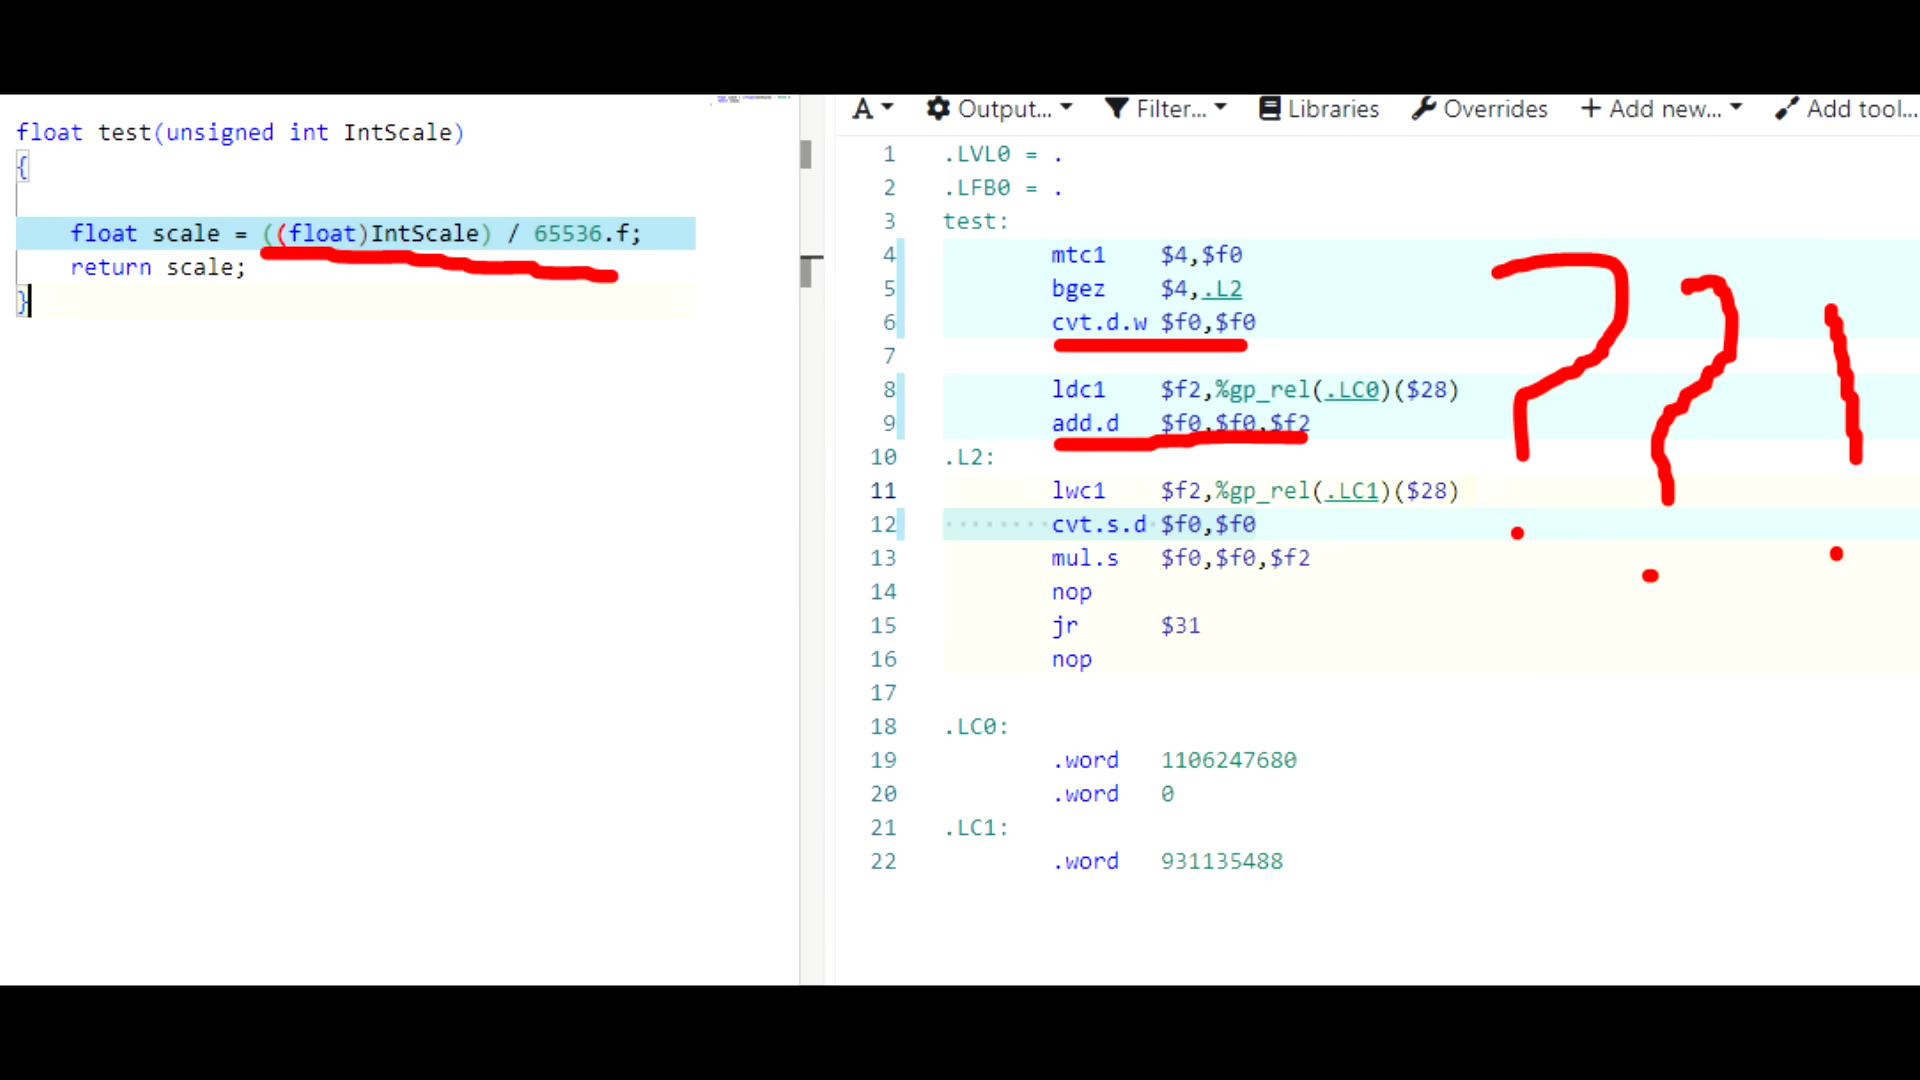 float test(unsigned int IntScale)
{
float scale = ((float)IntScale) / 65536.f;
return scale;
}
A Output... Filter... Libraries Overrides + Add new... Add tool...
1 .LVL0 = .
2 .LFB0 = .
3 test:
4 mtc1 $4,$f0
5 bgez $4,.L2
6 cvt.d.w $f0,$f0
7
8 ldc1 $f2,%gp_rel(.LC0)($28)
9 add.d $f0,$f0,$f2
10 .L2:
11 lwc1 $f2,%gp_rel(.LC1)($28)
12 cvt.s.d $f0,$f0
13 mul.s $f0,$f0,$f2
14 nop
15 jr $31
16 nop
17
18 .LC0:
19 .word 1106247680
20 .word 0
21 .LC1:
22 .word 931135488
??!